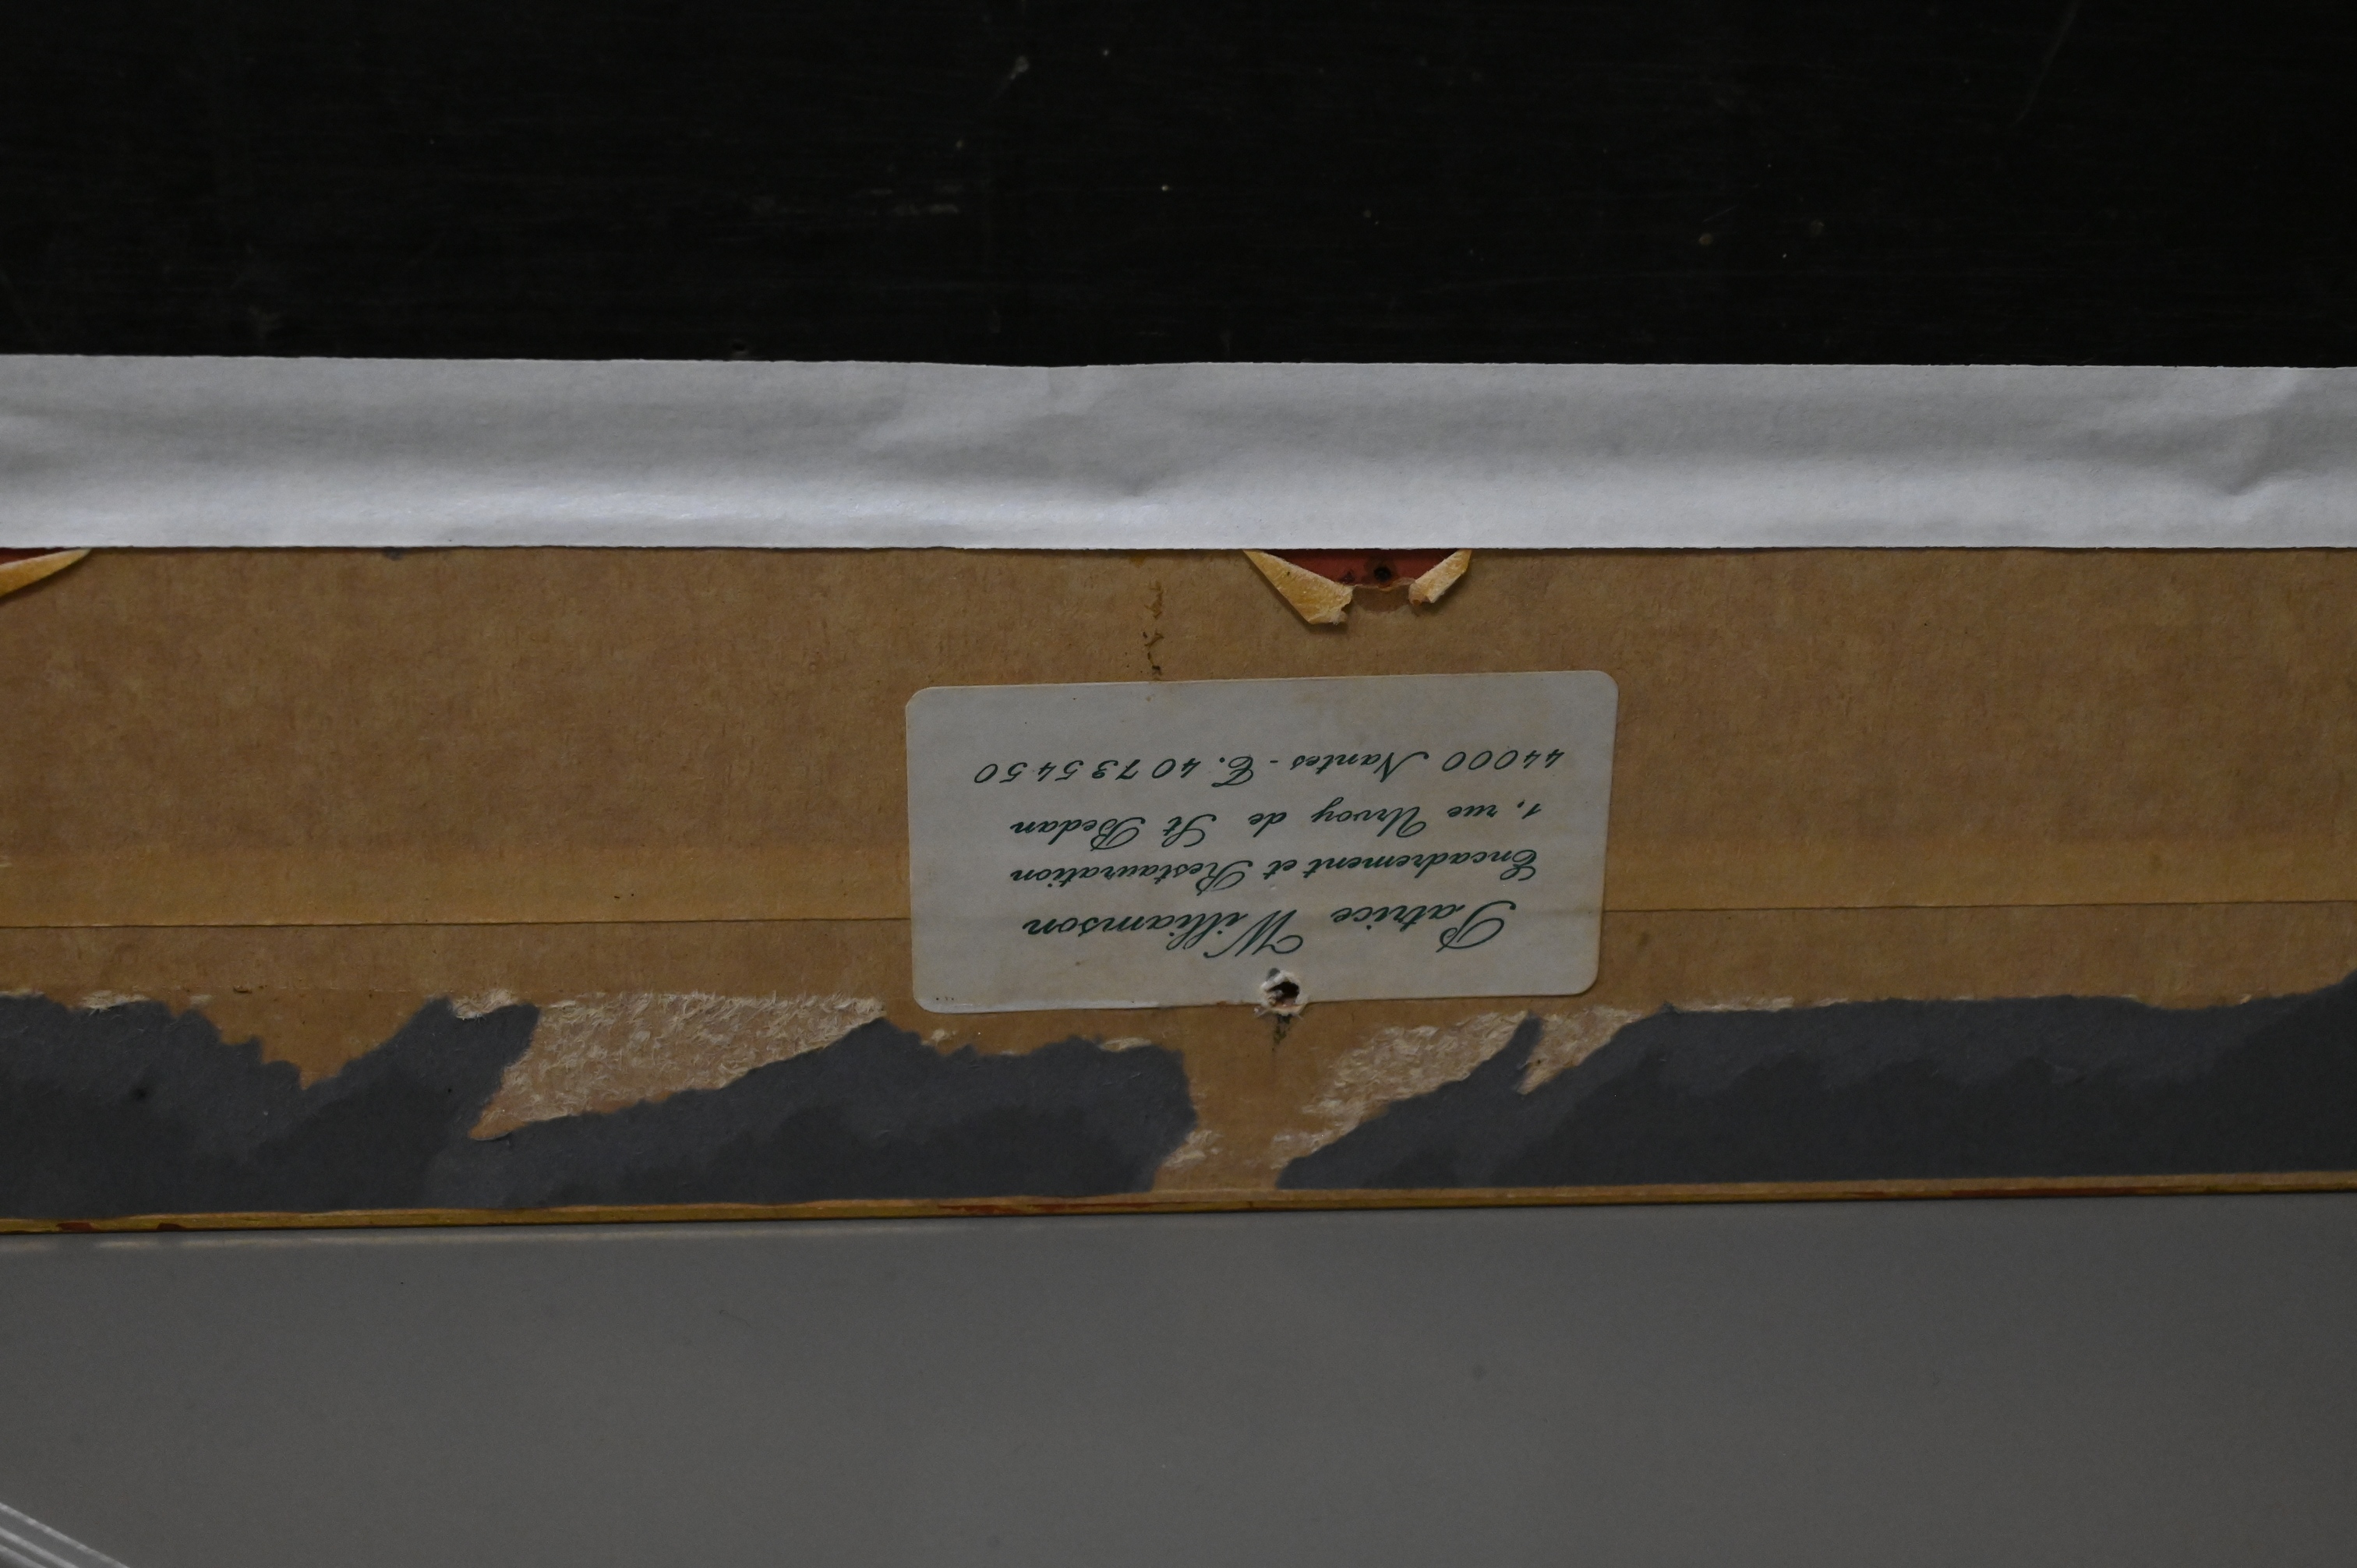 Patrice Williamson
Encadrement et Restauration
1, rue Urvoy de St Bedan
44000 Nantes - T. 40 73 54 50